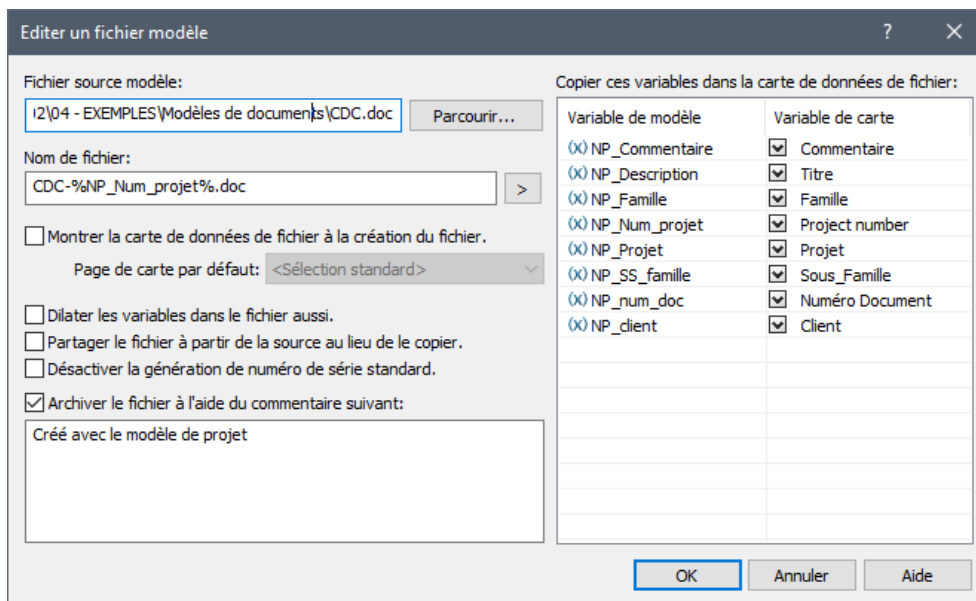 Editer un fichier modèle
Fichier source modèle:
!2\04 - EXEMPLES\Modèles de documents\CDC.doc
Parcourir...
Nom de fichier:
CDC-%NP_Num_projet%.doc
>
Montrer la carte de données de fichier à la création du fichier.
Page de carte par défaut: <Sélection standard>
Dilater les variables dans le fichier aussi.
Partager le fichier à partir de la source au lieu de le copier.
Désactiver la génération de numéro de série standard.
Archiver le fichier à l'aide du commentaire suivant:
Créé avec le modèle de projet
Copier ces variables dans la carte de données de fichier:
Variable de modèle Variable de carte
(x) NP_Commentaire Commentaire
(x) NP_Description Titre
(x) NP_Famille Famille
(x) NP_Num_projet Project number
(x) NP_Projet Projet
(x) NP_SS_famille Sous_Famille
(x) NP_num_doc Numéro Document
(x) NP_client Client
OK Annuler Aide